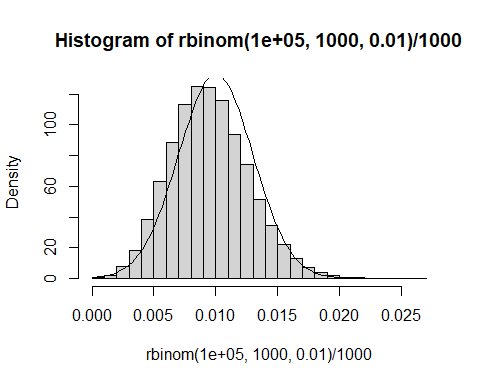 Histogram of rbinom(1e+05, 1000, 0.01)/1000
Density
100
60
20
0
0.000 0.005 0.010 0.015 0.020 0.025
rbinom(1e+05, 1000, 0.01)/1000